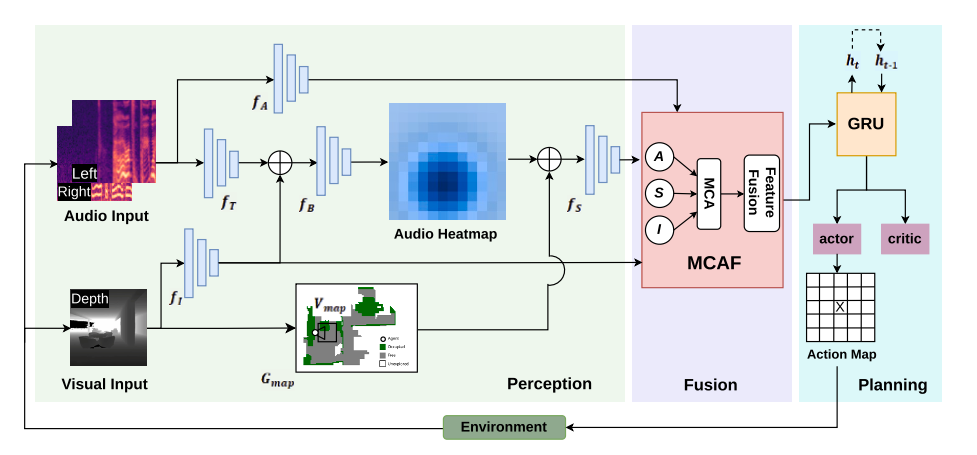 Left
Right
Audio Input
f_A
f_T
f_B
Audio Heatmap
f_S
f_I
Depth
Visual Input
V_map
Agent
Occupied
Free
Unexplored
G_map
Perception
A
S
I
MCA
Feature
Fusion
MCAF
Fusion
h_t
h_t-1
GRU
actor
critic
X
Action Map
Planning
Environment